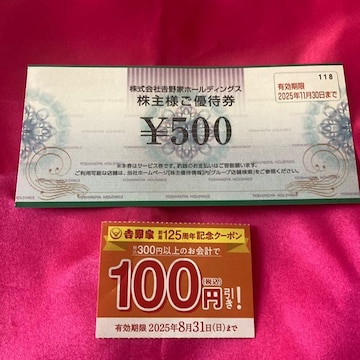 118
株式会社吉野家ホールディングス
株主様ご優待券
有効期限
2025年11月30日まで
¥500
YOSHINOYA HOLDINGS
吉野家 創業125周年記念クーポン
300円以上のお会計で
100円(税込)引き!
有効期限 2025年8月31日(日)まで